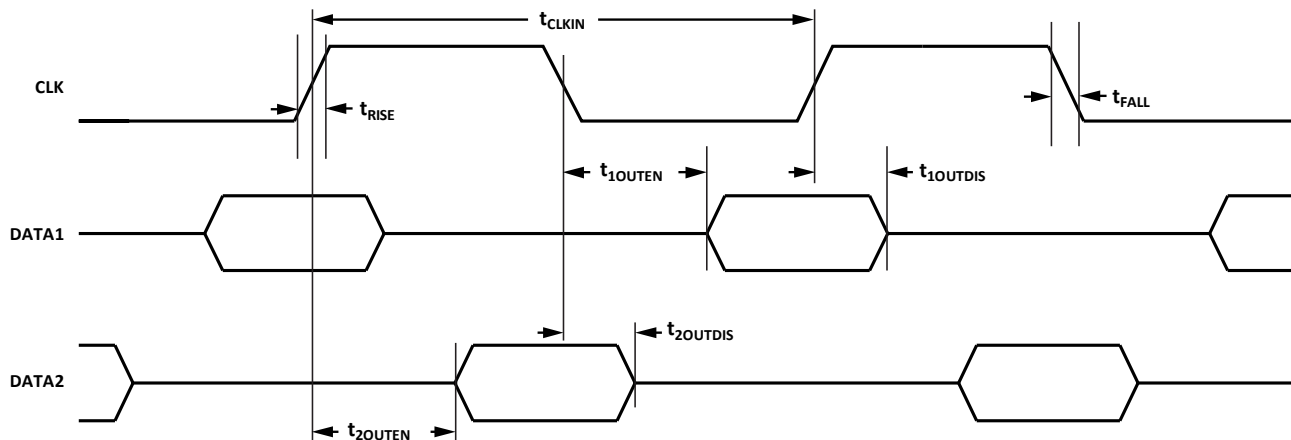 tCLKIN
CLK
tRISE
tFALL
t1OUTEN
t1OUTDIS
DATA1
t2OUTDIS
DATA2
t2OUTEN